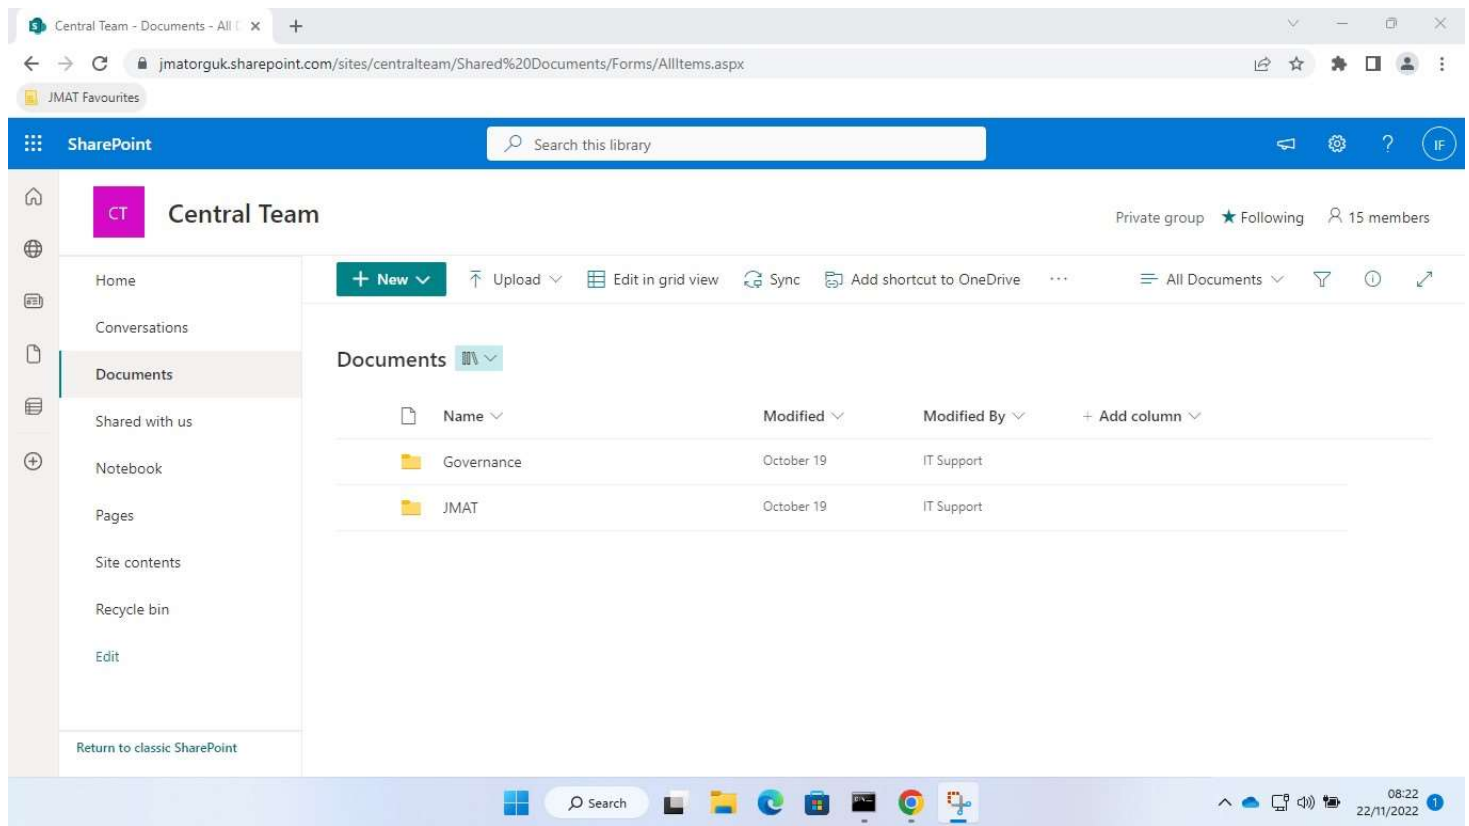 Central Team - Documents - All
jmatorguk.sharepoint.com/sites/centralteam/Shared%20Documents/Forms/AllItems.aspx
JMAT Favourites
SharePoint
Search this library
IF
CT
Central Team
Private group
Following
15 members
Home
New
Upload
Edit in grid view
Sync
Add shortcut to OneDrive
All Documents
Conversations
Documents
Documents
Name
Modified
Modified By
+ Add column
Shared with us
Governance
October 19
IT Support
Notebook
JMAT
October 19
IT Support
Pages
Site contents
Recycle bin
Edit
Return to classic SharePoint
Search
08:22
22/11/2022
1